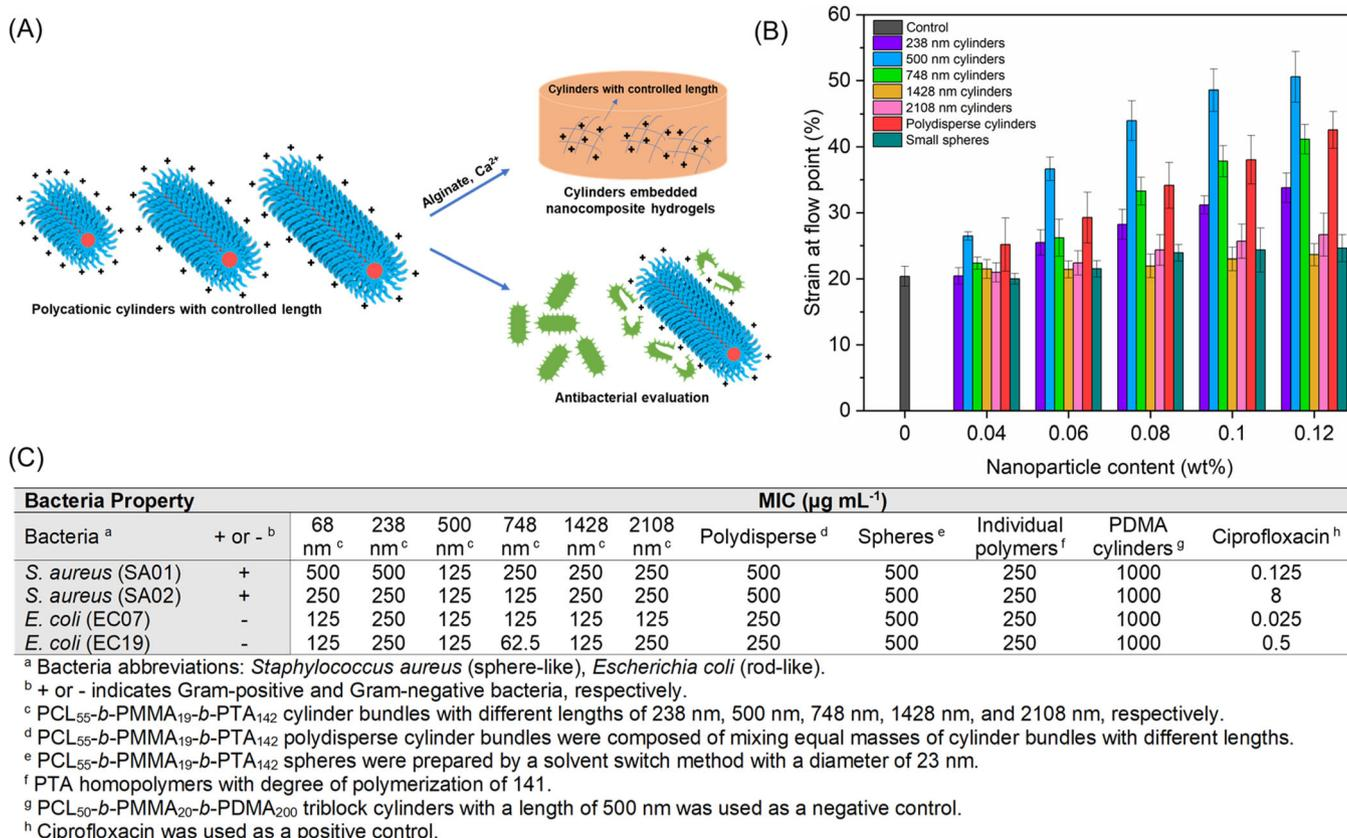 (A)
Polycationic cylinders with controlled length
Alginate, Ca²⁺
Cylinders with controlled length
Cylinders embedded
nanocomposite hydrogels
Antibacterial evaluation
(B)
Strain at flow point (%)
60
50
40
30
20
10
0
Control
238 nm cylinders
500 nm cylinders
748 nm cylinders
1428 nm cylinders
2108 nm cylinders
Polydisperse cylinders
Small spheres
0 0.04 0.06 0.08 0.1 0.12
Nanoparticle content (wt%)
(C)
Bacteria Property MIC (µg mL⁻¹)
Bacteria ᵃ + or - ᵇ 68 nm ᶜ 238 nm ᶜ 500 nm ᶜ 748 nm ᶜ 1428 nm ᶜ 2108 nm ᶜ Polydisperse ᵈ Spheres ᵉ Individual polymers ᶠ PDMA cylinders ᵍ Ciprofloxacin ʰ
S. aureus (SA01) + 500 500 125 250 250 250 500 500 250 1000 0.125
S. aureus (SA02) + 250 250 125 125 250 250 500 500 250 1000 8
E. coli (EC07) - 125 250 125 125 125 125 250 500 250 1000 0.025
E. coli (EC19) - 125 250 125 62.5 125 250 250 500 250 1000 0.5
ᵃ Bacteria abbreviations: Staphylococcus aureus (sphere-like), Escherichia coli (rod-like).
ᵇ + or - indicates Gram-positive and Gram-negative bacteria, respectively.
ᶜ PCL₅₅-b-PMMA₁₉-b-PTA₁₄₂ cylinder bundles with different lengths of 238 nm, 500 nm, 748 nm, 1428 nm, and 2108 nm, respectively.
ᵈ PCL₅₅-b-PMMA₁₉-b-PTA₁₄₂ polydisperse cylinder bundles were composed of mixing equal masses of cylinder bundles with different lengths.
ᵉ PCL₅₅-b-PMMA₁₉-b-PTA₁₄₂ spheres were prepared by a solvent switch method with a diameter of 23 nm.
ᶠ PTA homopolymers with degree of polymerization of 141.
ᵍ PCL₅₀-b-PMMA₂₀-b-PDMA₂₀₀ triblock cylinders with a length of 500 nm was used as a negative control.
ʰ Ciprofloxacin was used as a positive control.